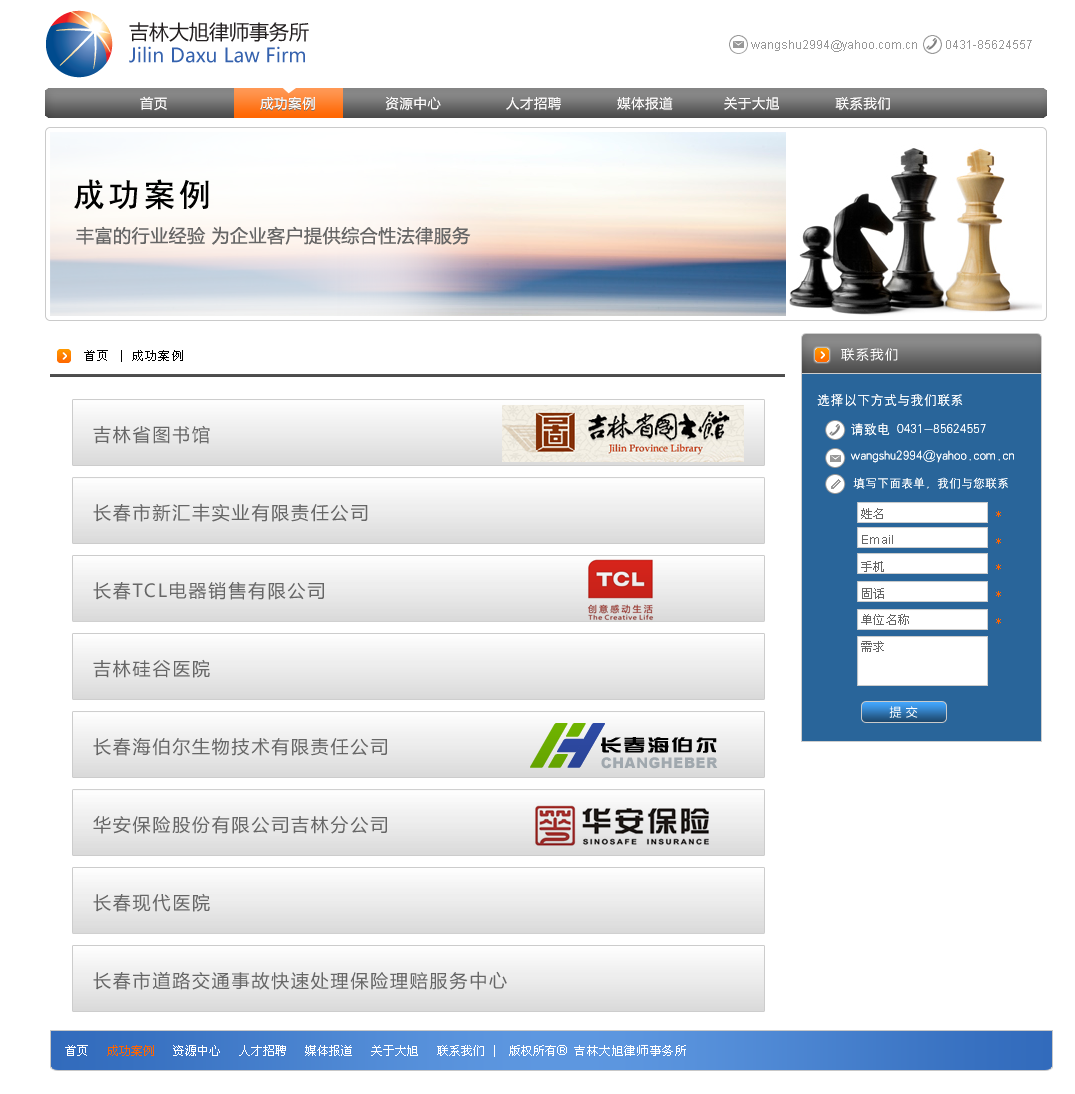 吉林大旭律师事务所
Jilin Daxu Law Firm
wangshu2994@yahoo.com.cn 0431-85624557
首页 成功案例 资源中心 人才招聘 媒体报道 关于大旭 联系我们
成功案例
丰富的行业经验 为企业客户提供综合性法律服务
首页 | 成功案例
吉林省图书馆
吉林省图书馆
Jilin Province Library
长春市新汇丰实业有限责任公司
长春TCL电器销售有限公司
TCL
创意感动生活
The Creative Life
吉林硅谷医院
长春海伯尔生物技术有限责任公司
长春海伯尔
CHANGHEBER
华安保险股份有限公司吉林分公司
华安保险
SINOSAFE INSURANCE
长春现代医院
长春市道路交通事故快速处理保险理赔服务中心
联系我们
选择以下方式与我们联系
请致电 0431-85624557
wangshu2994@yahoo.com.cn
填写下面表单，我们与您联系
姓名 *
Email *
手机 *
固话 *
单位名称 *
需求
提 交
首页 成功案例 资源中心 人才招聘 媒体报道 关于大旭 联系我们 | 版权所有® 吉林大旭律师事务所